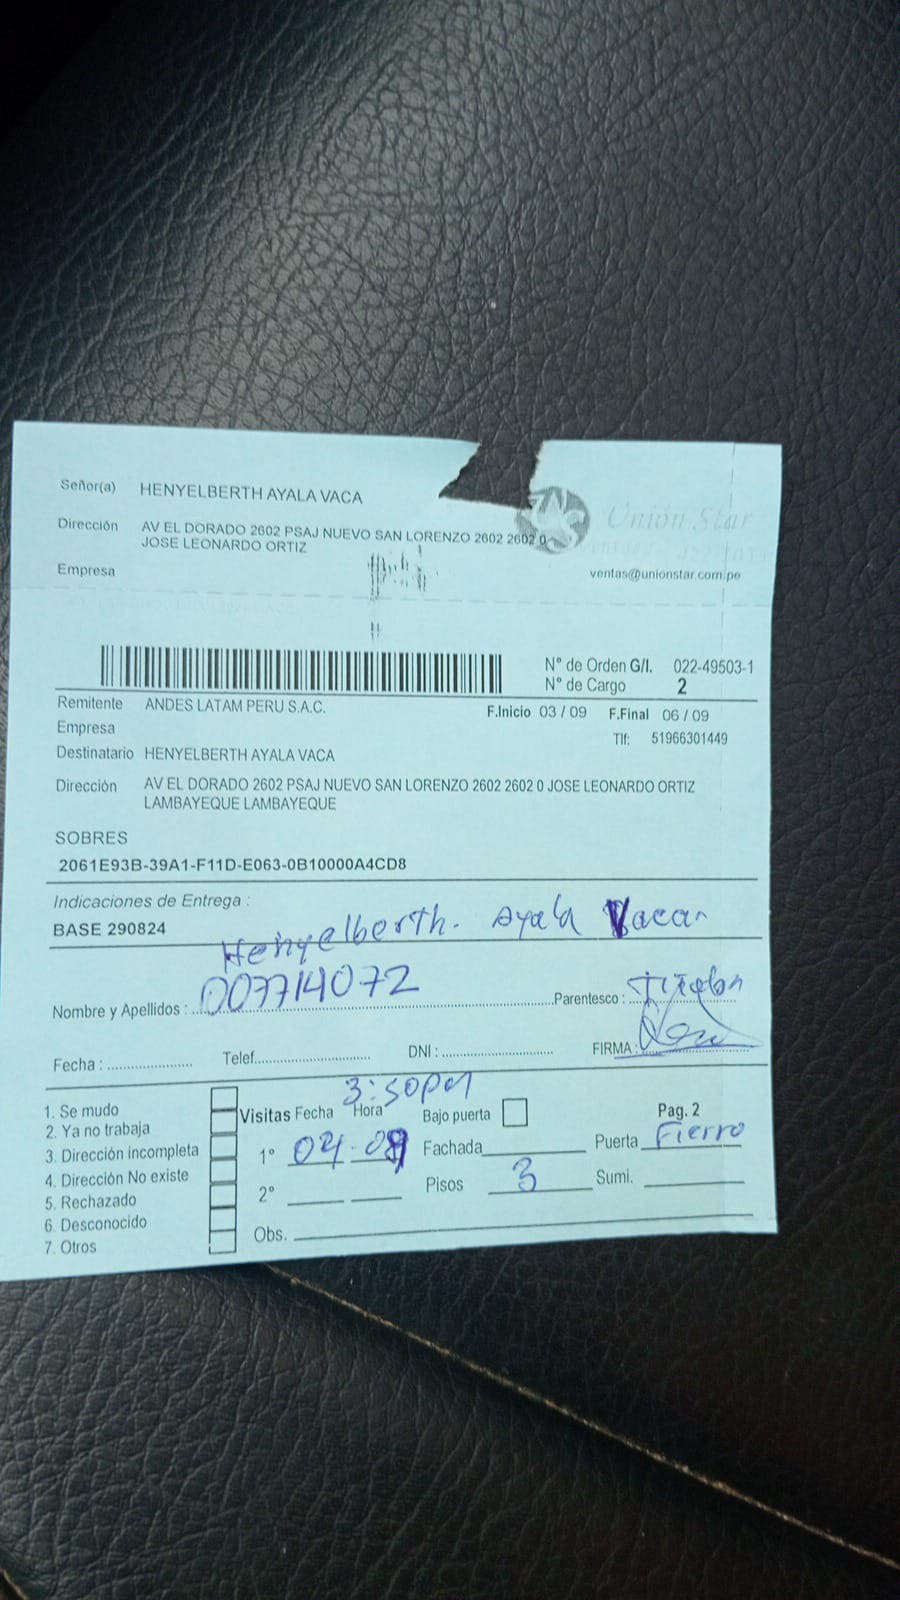 Señor(a) HENYELBERTH AYALA VACA
Dirección AV EL DORADO 2602 PSAJ NUEVO SAN LORENZO 2602 2602 0
JOSE LEONARDO ORTIZ
Unión Star
Empresa
ventas@unionstar.com.pe
N° de Orden G/I. 022-49503-1
N° de Cargo 2
Remitente ANDES LATAM PERU S.A.C.
F.Inicio 03 / 09 F.Final 06 / 09
Empresa
Tlf: 51966301449
Destinatario HENYELBERTH AYALA VACA
Dirección AV EL DORADO 2602 PSAJ NUEVO SAN LORENZO 2602 2602 0 JOSE LEONARDO ORTIZ
LAMBAYEQUE LAMBAYEQUE
SOBRES
2061E93B-39A1-F11D-E063-0B10000A4CD8
Indicaciones de Entrega :
BASE 290824
Henyelberth. Ayala Vaca
Nombre y Apellidos : 007714072 Parentesco :
Fecha : Telef. DNI : FIRMA :
1. Se mudo
2. Ya no trabaja
3. Dirección incompleta
4. Dirección No existe
5. Rechazado
6. Desconocido
7. Otros
3:50pm
Visitas Fecha Hora Bajo puerta Pag. 2
1° 04-09 Fachada Puerta Fierro
2° Pisos 3 Sumi.
Obs.